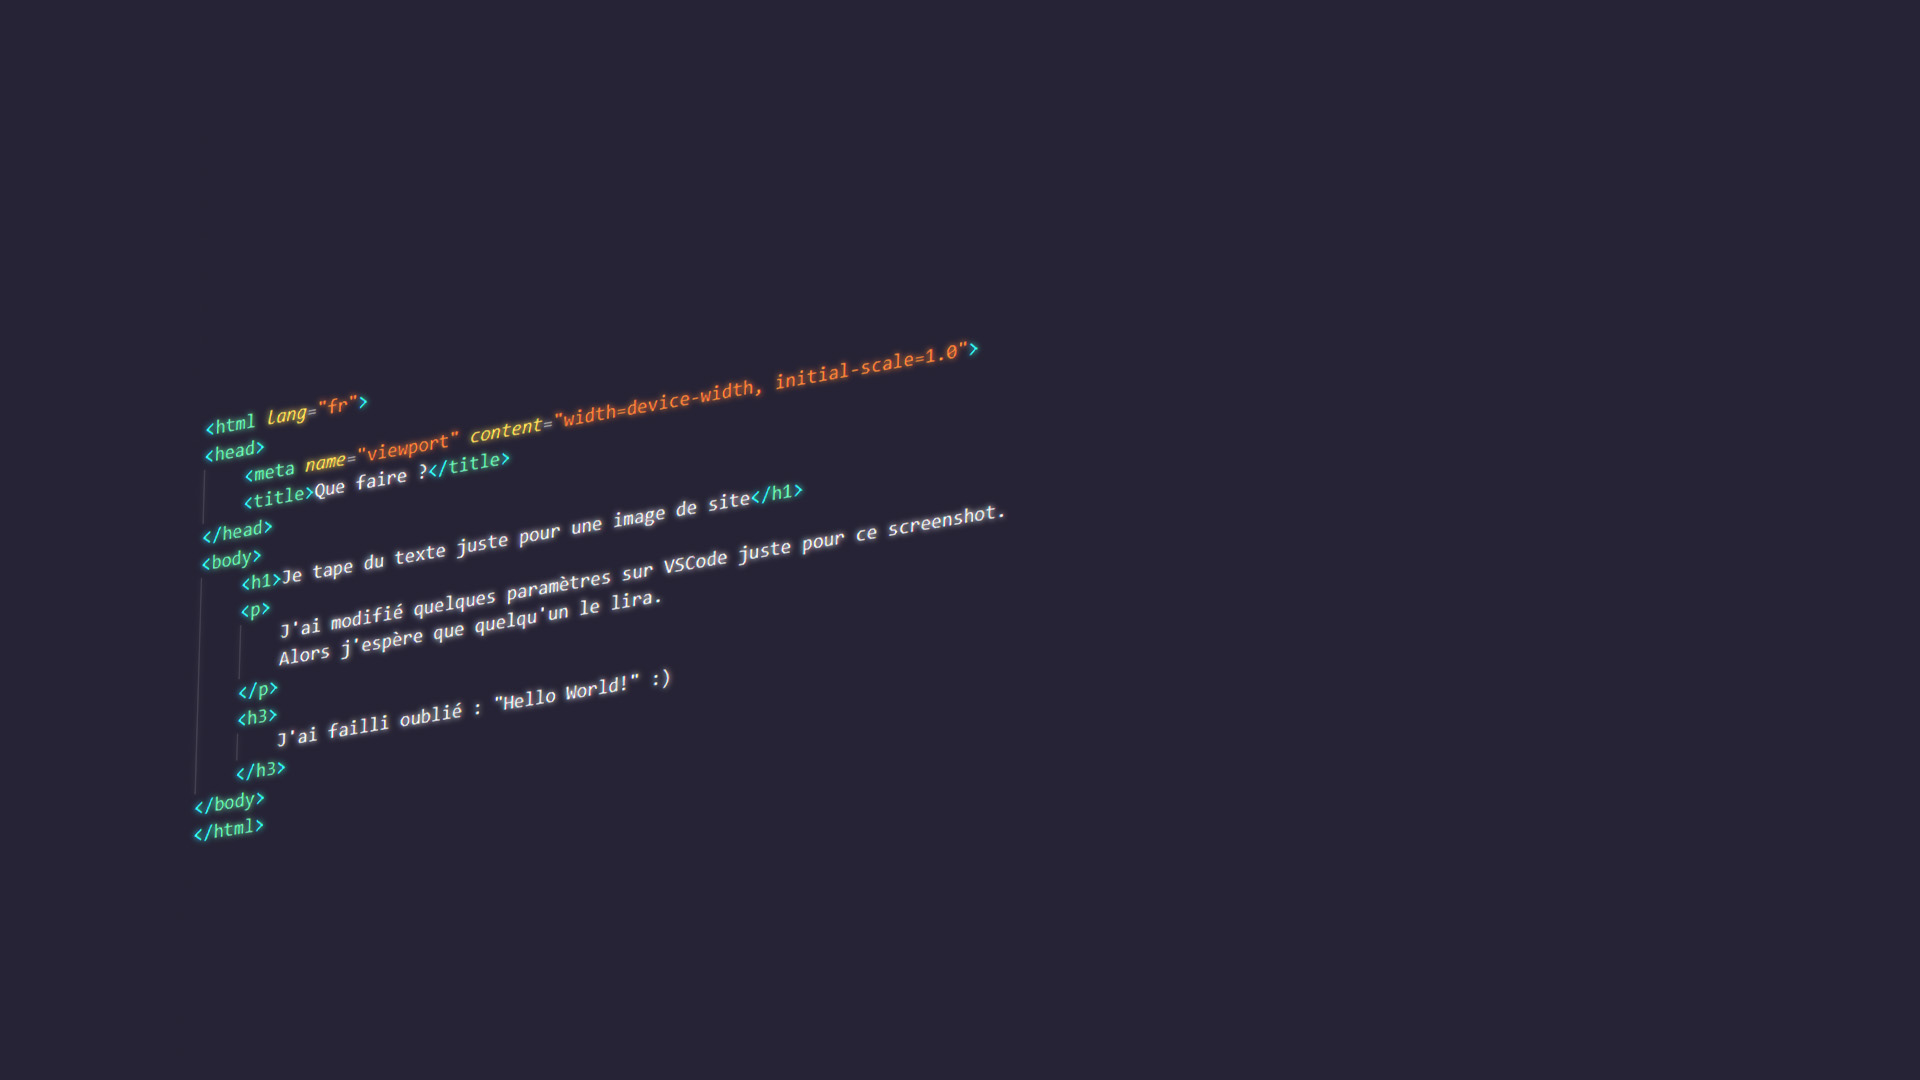 <html lang="fr">
<head>
<meta name="viewport" content="width=device-width, initial-scale=1.0">
<title>Que faire ?</title>
</head>
<body>
<h1>Je tape du texte juste pour une image de site</h1>
<p>
J'ai modifié quelques paramètres sur VSCode juste pour ce screenshot.
Alors j'espère que quelqu'un le lira.
</p>
<h3>
J'ai failli oublié : "Hello World!" :)
</h3>
</body>
</html>